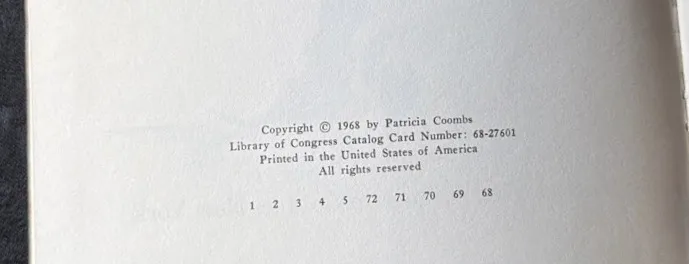 Copyright © 1968 by Patricia Coombs
Library of Congress Catalog Card Number: 68-27601
Printed in the United States of America
All rights reserved
1 2 3 4 5 72 71 70 69 68